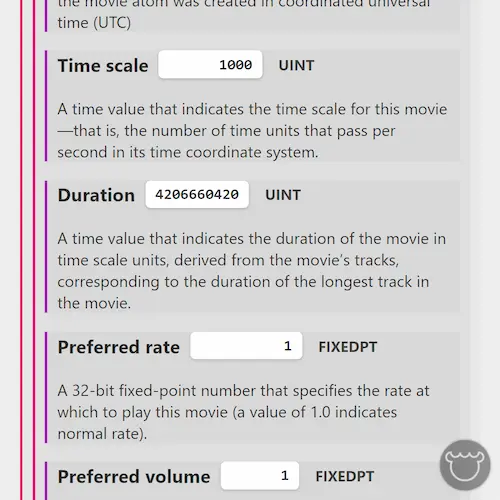 the movie atom was created in coordinated universal
time (UTC)
Time scale 1000 UINT
A time value that indicates the time scale for this movie
—that is, the number of time units that pass per
second in its time coordinate system.
Duration 4206660420 UINT
A time value that indicates the duration of the movie in
time scale units, derived from the movie's tracks,
corresponding to the duration of the longest track in
the movie.
Preferred rate 1 FIXEDPT
A 32-bit fixed-point number that specifies the rate at
which to play this movie (a value of 1.0 indicates
normal rate).
Preferred volume 1 FIXEDPT